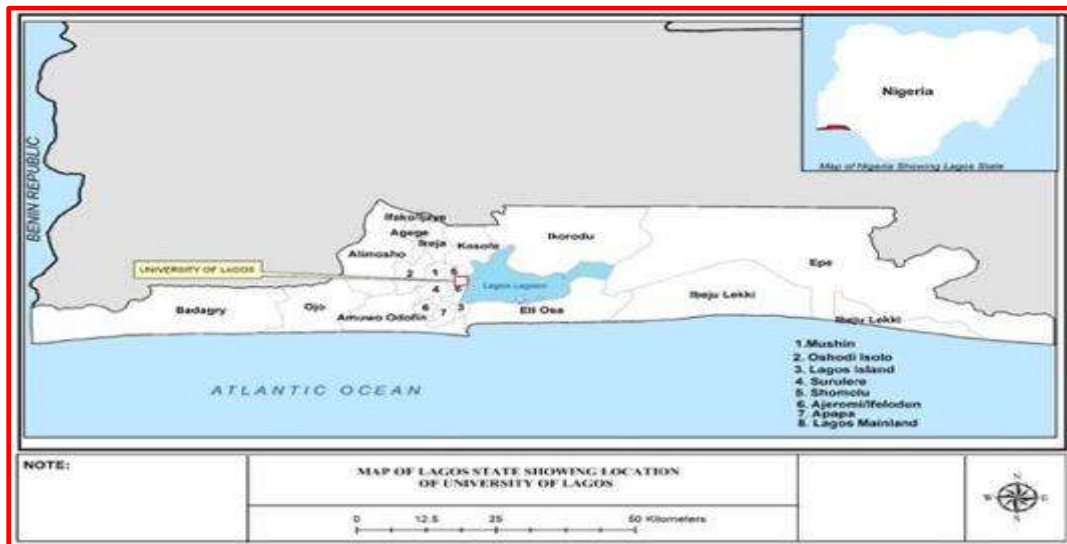 Nigeria
Map of Nigeria Showing Lagos State
BENIN REPUBLIC
Ifako/Ijaye
Agege
Ikeja
Kosofe
Ikorodu
Alimosho
2
1
5
UNIVERSITY OF LAGOS
4
8
Lagos Lagoon
Epe
Ibeju Lekki
Badagry
Ojo
Amuwo Odofin
6
7
3
Eti Osa
Ibeju Lekki
ATLANTIC OCEAN
1.Mushin
2. Oshodi Isolo
3. Lagos Island
4. Surulere
5. Shomolu
6. Ajeromi/Ifelodun
7. Apapa
8. Lagos Mainland
NOTE:
MAP OF LAGOS STATE SHOWING LOCATION
OF UNIVERSITY OF LAGOS
0 12.5 25 50 Kilometers
N
W E
S